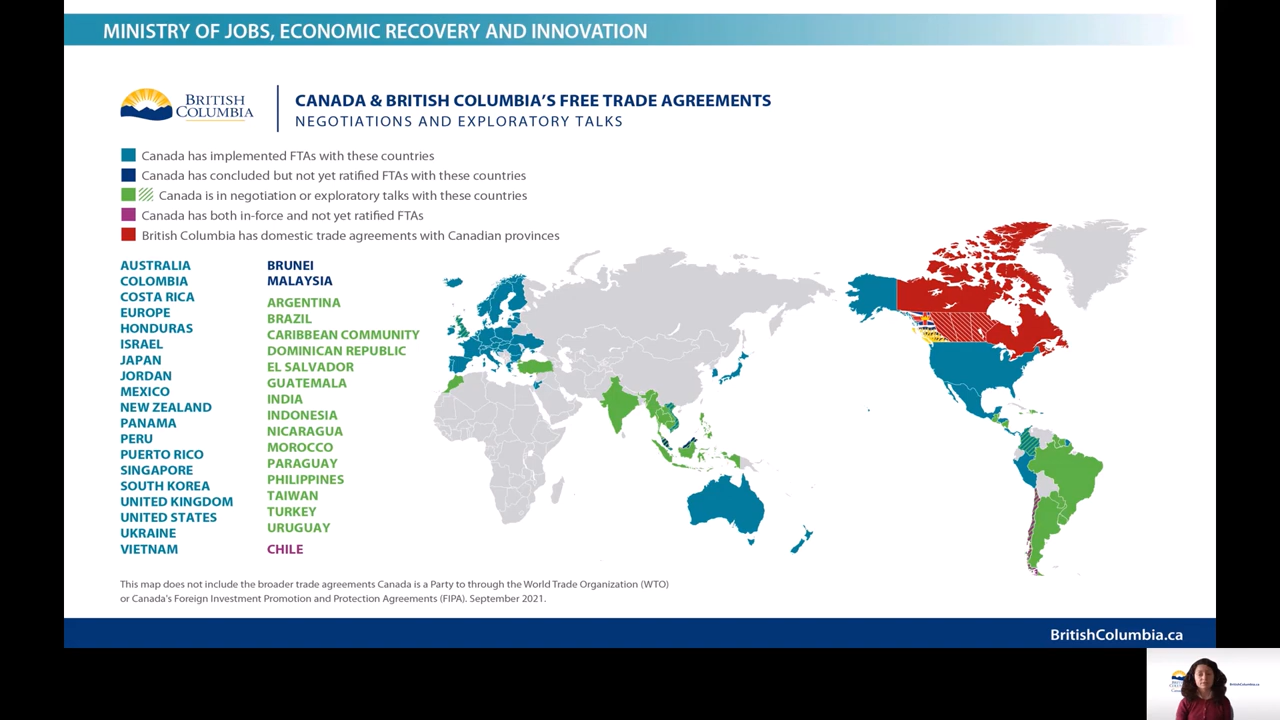 MINISTRY OF JOBS, ECONOMIC RECOVERY AND INNOVATION
BRITISH
COLUMBIA
CANADA & BRITISH COLUMBIA'S FREE TRADE AGREEMENTS
NEGOTIATIONS AND EXPLORATORY TALKS
Canada has implemented FTAs with these countries
Canada has concluded but not yet ratified FTAs with these countries
Canada is in negotiation or exploratory talks with these countries
Canada has both in-force and not yet ratified FTAs
British Columbia has domestic trade agreements with Canadian provinces
AUSTRALIA
COLOMBIA
COSTA RICA
EUROPE
HONDURAS
ISRAEL
JAPAN
JORDAN
MEXICO
NEW ZEALAND
PANAMA
PERU
PUERTO RICO
SINGAPORE
SOUTH KOREA
UNITED KINGDOM
UNITED STATES
UKRAINE
VIETNAM
BRUNEI
MALAYSIA
ARGENTINA
BRAZIL
CARIBBEAN COMMUNITY
DOMINICAN REPUBLIC
EL SALVADOR
GUATEMALA
INDIA
INDONESIA
NICARAGUA
MOROCCO
PARAGUAY
PHILIPPINES
TAIWAN
TURKEY
URUGUAY
CHILE
This map does not include the broader trade agreements Canada is a Party to through the World Trade Organization (WTO)
or Canada's Foreign Investment Promotion and Protection Agreements (FIPA). September 2021.
BritishColumbia.ca